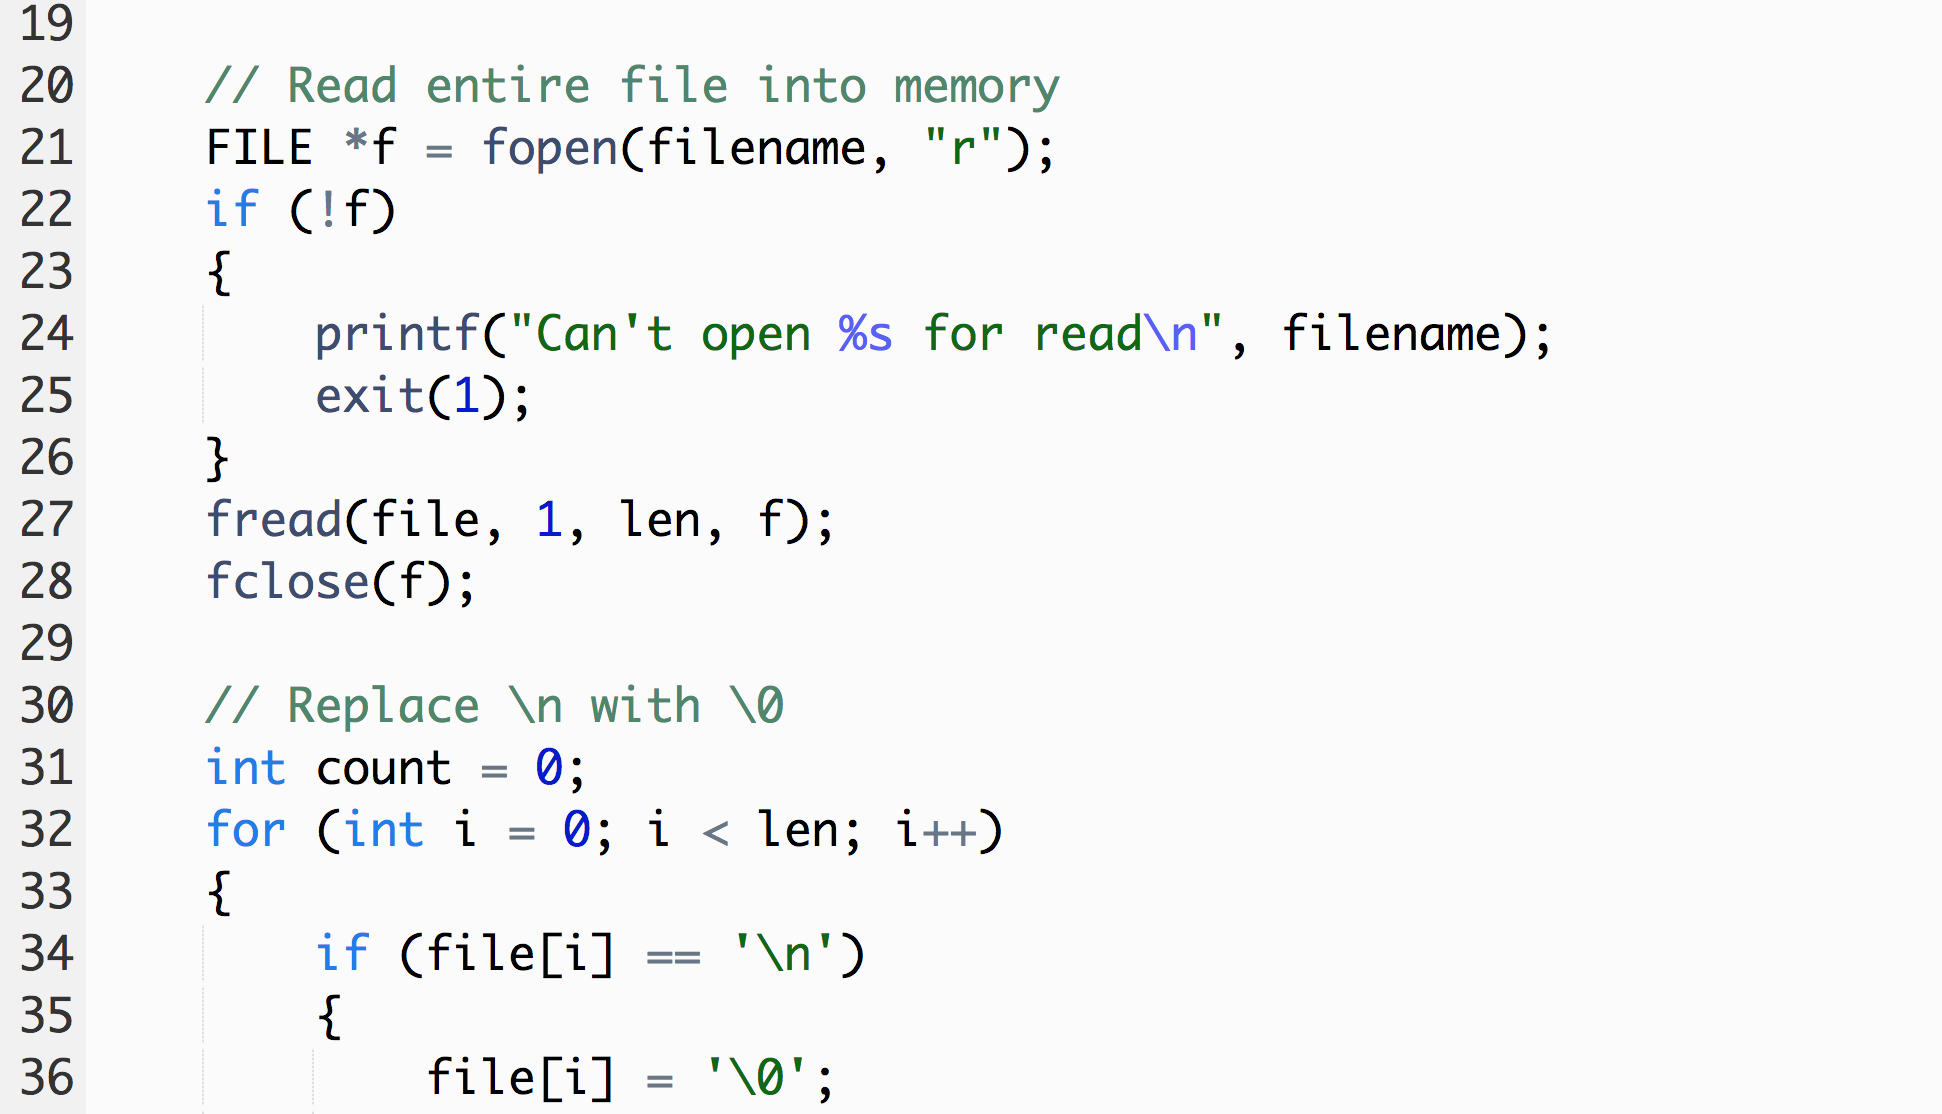 19
20     // Read entire file into memory
21     FILE *f = fopen(filename, "r");
22     if (!f)
23     {
24         printf("Can't open %s for read\n", filename);
25         exit(1);
26     }
27     fread(file, 1, len, f);
28     fclose(f);
29
30     // Replace \n with \0
31     int count = 0;
32     for (int i = 0; i < len; i++)
33     {
34         if (file[i] == '\n')
35         {
36             file[i] = '\0';